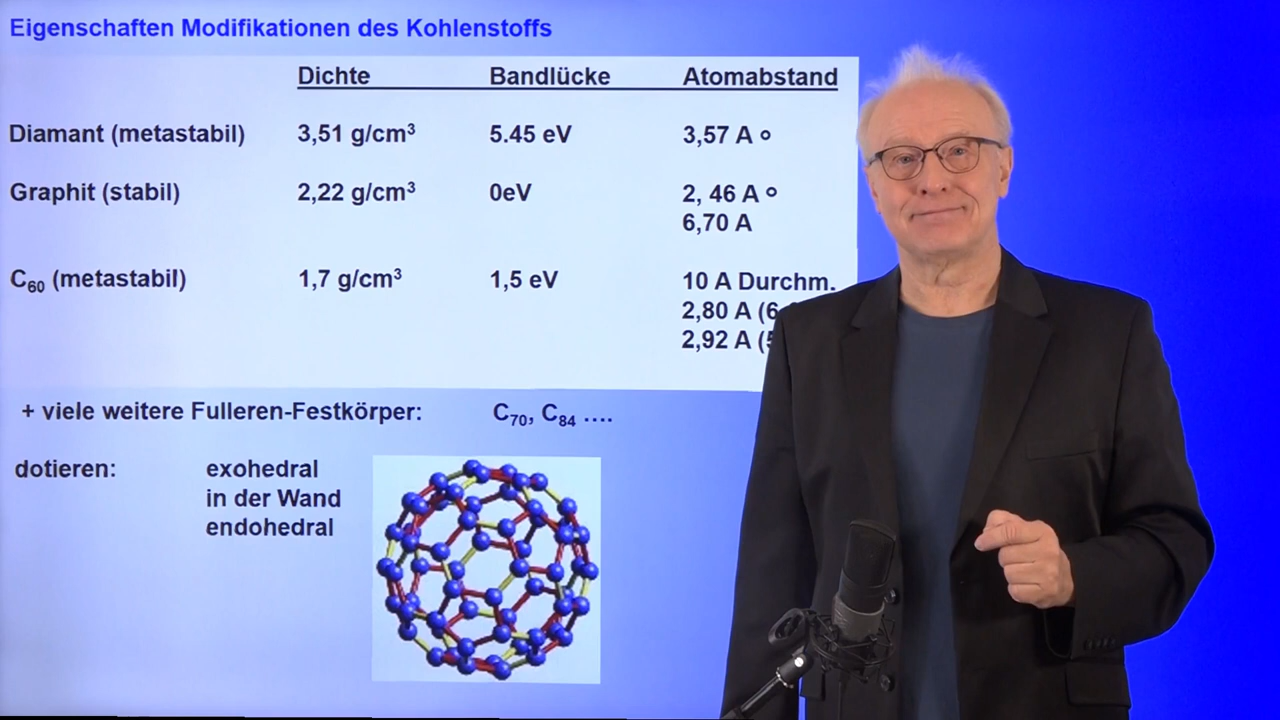 Eigenschaften Modifikationen des Kohlenstoffs
Dichte Bandlücke Atomabstand
Diamant (metastabil) 3,51 g/cm³ 5.45 eV 3,57 A °
Graphit (stabil) 2,22 g/cm³ 0eV 2, 46 A °
6,70 A
C₆₀ (metastabil) 1,7 g/cm³ 1,5 eV 10 A Durchm.
2,80 A
2,92 A
+ viele weitere Fulleren-Festkörper: C₇₀, C₈₄ ....
dotieren: exohedral
in der Wand
endohedral